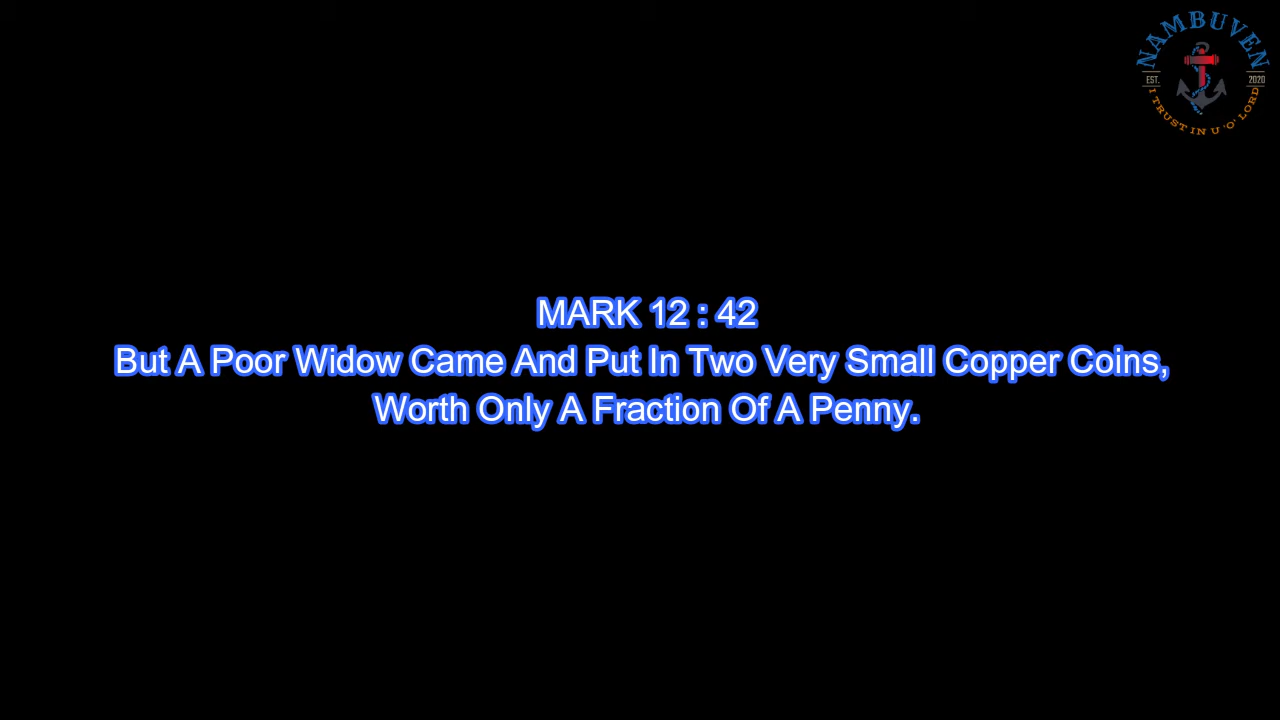 NAMBUVEN
EST. 2020
I TRUST IN U 'O' LORD
MARK 12 : 42
But A Poor Widow Came And Put In Two Very Small Copper Coins,
Worth Only A Fraction Of A Penny.